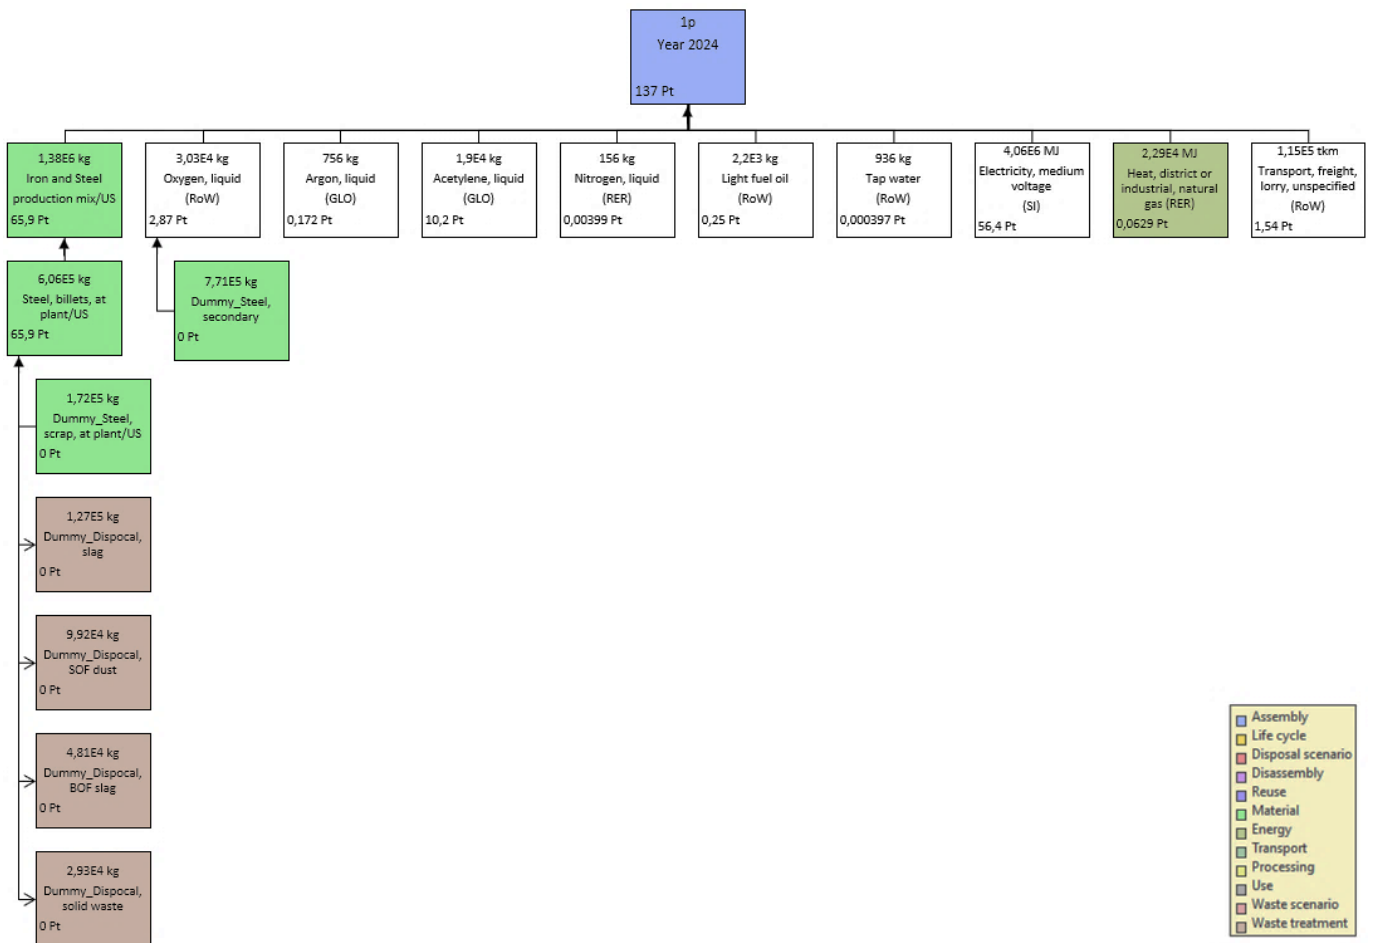 1p
Year 2024
137 Pt
1,38E6 kg
Iron and Steel
production mix/US
65,9 Pt
3,03E4 kg
Oxygen, liquid
(RoW)
2,87 Pt
756 kg
Argon, liquid
(GLO)
0,172 Pt
1,9E4 kg
Acetylene, liquid
(GLO)
10,2 Pt
156 kg
Nitrogen, liquid
(RER)
0,00399 Pt
2,2E3 kg
Light fuel oil
(RoW)
0,25 Pt
936 kg
Tap water
(RoW)
0,000397 Pt
4,06E6 MJ
Electricity, medium
voltage
(SI)
56,4 Pt
2,29E4 MJ
Heat, district or
industrial, natural
gas (RER)
0,0629 Pt
1,15E5 tkm
Transport, freight,
lorry, unspecified
(RoW)
1,54 Pt
6,06E5 kg
Steel, billets, at
plant/US
65,9 Pt
7,71E5 kg
Dummy_Steel,
secondary
0 Pt
1,72E5 kg
Dummy_Steel,
scrap, at plant/US
0 Pt
1,27E5 kg
Dummy_Dispocal,
slag
0 Pt
9,92E4 kg
Dummy_Dispocal,
SOF dust
0 Pt
4,81E4 kg
Dummy_Dispocal,
BOF slag
0 Pt
2,93E4 kg
Dummy_Dispocal,
solid waste
0 Pt
Assembly
Life cycle
Disposal scenario
Disassembly
Reuse
Material
Energy
Transport
Processing
Use
Waste scenario
Waste treatment